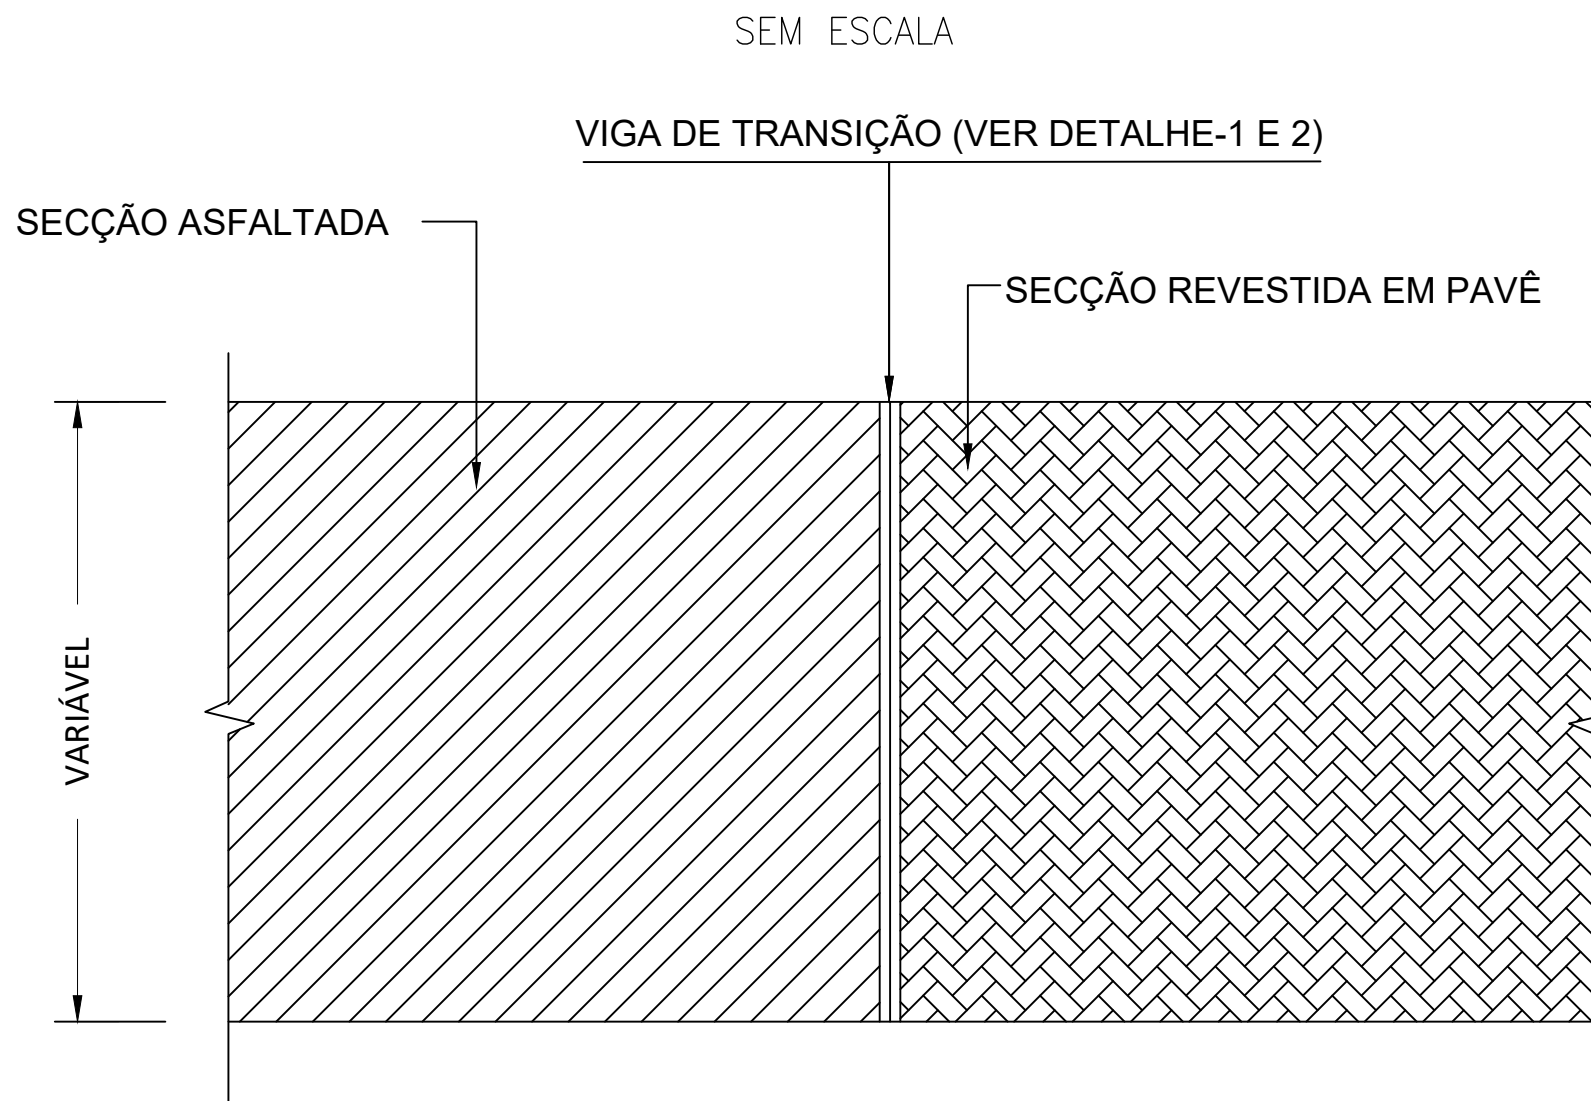 SEM ESCALA
VIGA DE TRANSIÇÃO (VER DETALHE-1 E 2)
SECÇÃO ASFALTADA
SECÇÃO REVESTIDA EM PAVÊ
VARIÁVEL